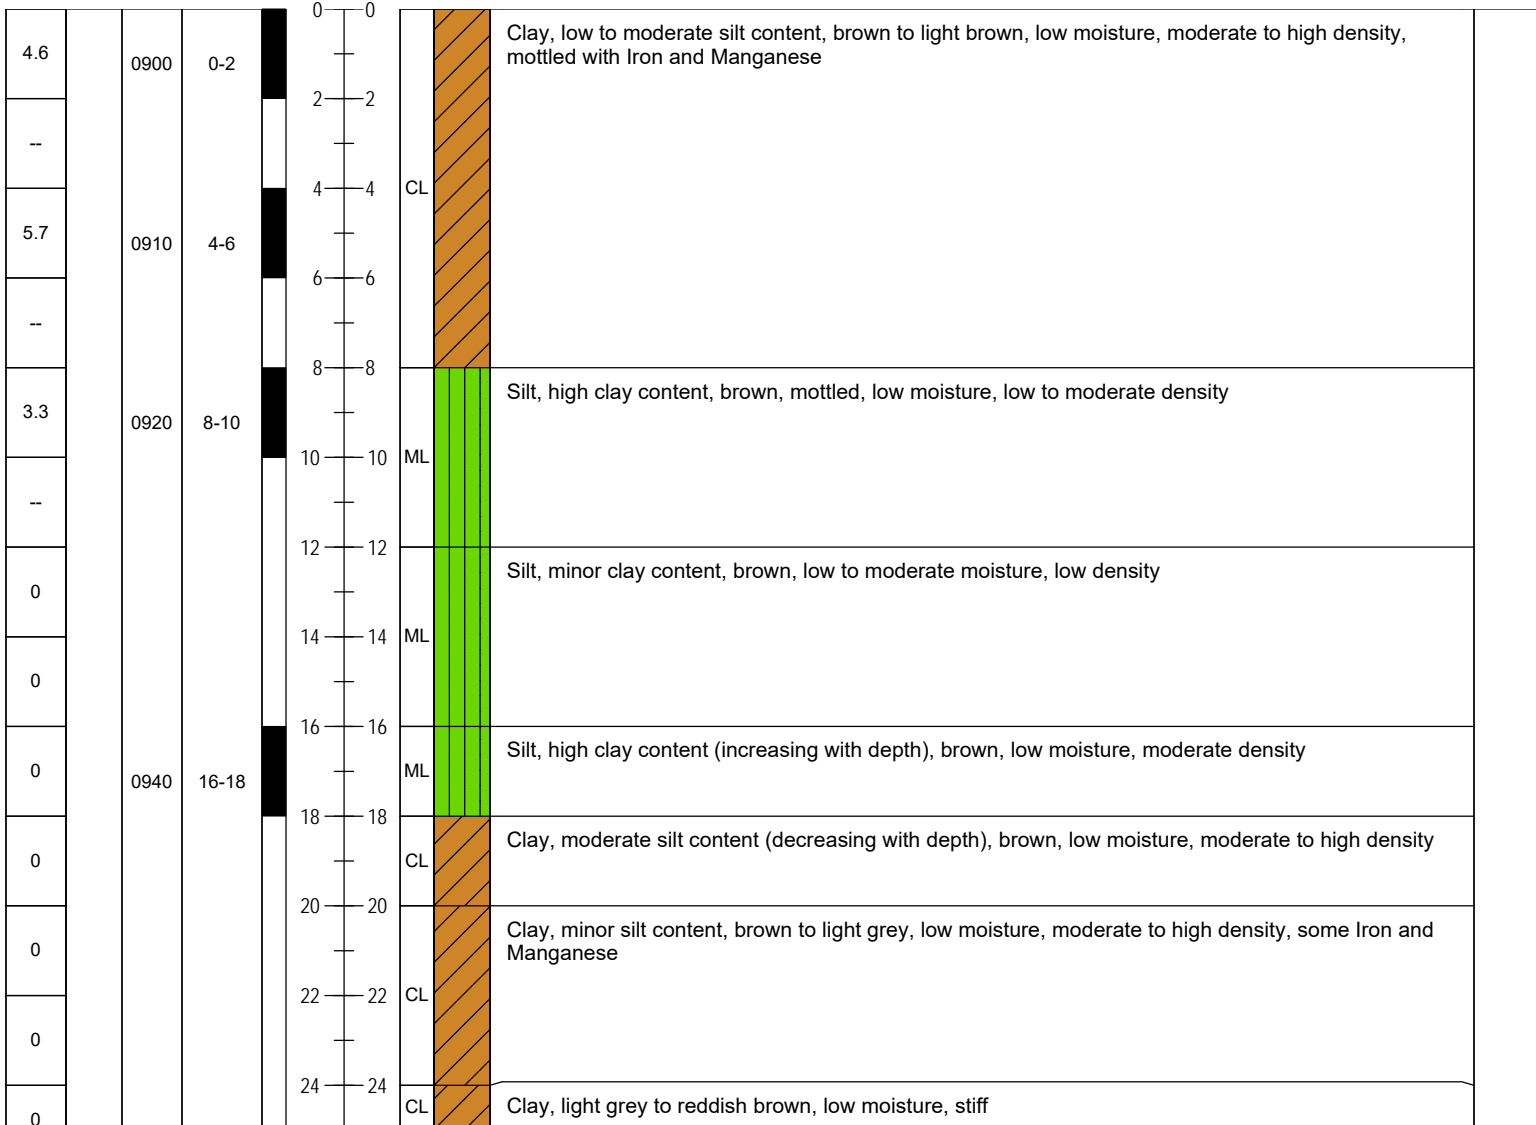 0 0
Clay, low to moderate silt content, brown to light brown, low moisture, moderate to high density,
mottled with Iron and Manganese
4.6 0900 0-2
2 2
--
4 4 CL
5.7 0910 4-6
6 6
--
8 8
Silt, high clay content, brown, mottled, low moisture, low to moderate density
3.3 0920 8-10
10 10 ML
--
12 12
Silt, minor clay content, brown, low to moderate moisture, low density
0
14 14 ML
0
16 16
Silt, high clay content (increasing with depth), brown, low moisture, moderate density
0 0940 16-18 ML
18 18
Clay, moderate silt content (decreasing with depth), brown, low moisture, moderate to high density
0 CL
20 20
Clay, minor silt content, brown to light grey, low moisture, moderate to high density, some Iron and
Manganese
0
22 22 CL
0
24 24
0 CL Clay, light grey to reddish brown, low moisture, stiff